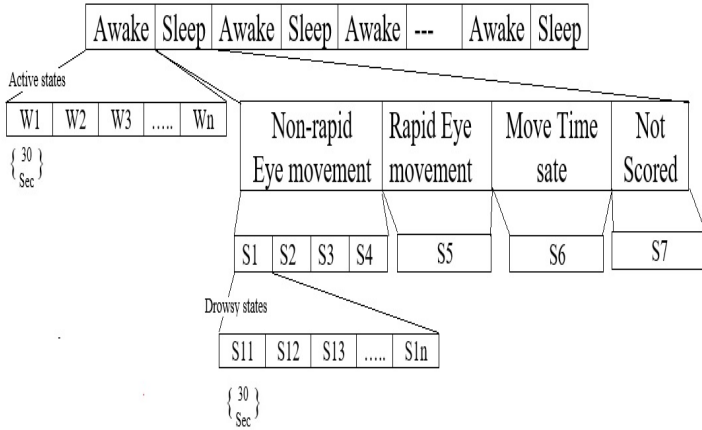 Awake Sleep Awake Sleep Awake --- Awake Sleep
Active states
W1 W2 W3 ..... Wn
{ 30 Sec }
Non-rapid Eye movement
Rapid Eye movement
Move Time sate
Not Scored
S1 S2 S3 S4 S5 S6 S7
Drowsy states
S11 S12 S13 ..... S1n
{ 30 Sec }